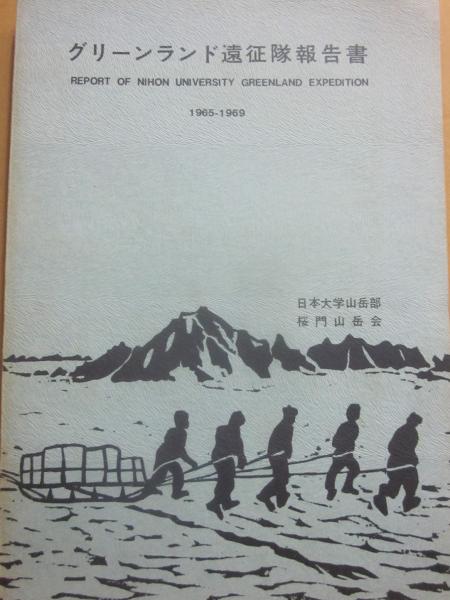 グリーンランド遠征隊報告書
REPORT OF NIHON UNIVERSITY GREENLAND EXPEDITION
1965-1969
日本大学山岳部
桜門山岳会